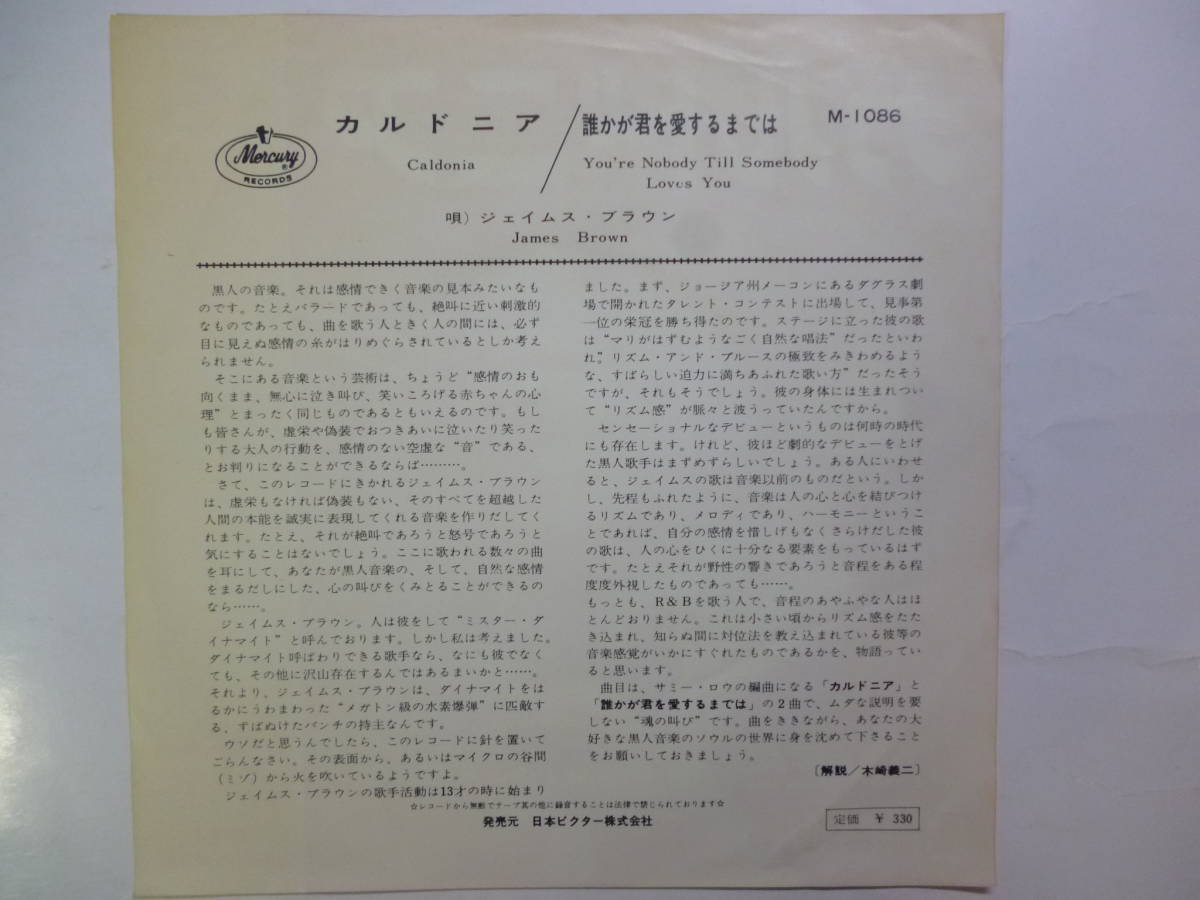 カルドニア／誰かが君を愛するまでは
M-1086
Mercury
RECORDS
Caldonia
You're Nobody Till Somebody
Loves You
唄）ジェイムス・ブラウン
James Brown
黒人の音楽。それは感情できく音楽の見本みたいなも
のです。たとえバラードであっても、絶叫に近い刺激的
なものであっても、曲を歌う人ときく人の間には、必ず
目に見えぬ感情の糸がはりめぐらされているとしか考え
られません。
そこにある音楽という芸術は、ちょうど“感情のおも
向くまま、無心に泣き叫び、笑いころげる赤ちゃんの心
理”とまったく同じものであるともいえるのです。もし
も皆さんが、虚栄や偽装でおつきあいに泣いたり笑った
りする大人の行動を、感情のない空虚な“音”である、
とお判りになることができるならば………。
さて、このレコードにきかれるジェイムス・ブラウン
は、虚栄もなければ偽装もない、そのすべてを超越した
人間の本能を誠実に表現してくれる音楽を作りだしてく
れます。たとえ、それが絶叫であろうと怒号であろうと
気にすることはないでしょう。ここに歌われる数々の曲
を耳にして、あなたが黒人音楽の、そして、自然な感情
をまるだしにした、心の叫びをくみとることができるの
なら……。
ジェイムス・ブラウン。人は彼をして“ミスター・ダ
イナマイト”と呼んでおります。しかし私は考えました。
ダイナマイト呼ばわりできる歌手なら、なにも彼でなく
ても、その他に沢山存在するんではあるまいかと……。
それより、ジェイムス・ブラウンは、ダイナマイトをは
るかにうわまわった“メガトン級の水素爆弾”に匹敵す
る、ずばぬけたパンチの持主なんです。
ウソだと思うんでしたら、このレコードに針を置いて
ごらんなさい。その表面から、あるいはマイクロの谷間
（ミゾ）から火を吹いているようですよ。
ジェイムス・ブラウンの歌手活動は13才の時に始まり
ました。まず、ジョージア州メーコンにあるダグラス劇
場で開かれたタレント・コンテストに出場して、見事第
一位の栄冠を勝ち得たのです。ステージに立った彼の歌
は“マリがはずむようなごく自然な唱法”だったといわ
れ“リズム・アンド・ブルースの極致をみきわめるよう
な、すばらしい迫力に満ちあふれた歌い方”だったそう
ですが、それもそうでしょう。彼の身体には生まれつい
て“リズム感”が脈々と波うっていたんですから。
センセーショナルなデビューというものは何時の時代
にも存在します。けれど、彼ほど劇的なデビューをとげ
た黒人歌手はまずめずらしいでしょう。ある人にいわせ
ると、ジェイムスの歌は音楽以前のものだという。しか
し、先程もふれたように、音楽は人の心と心を結びつけ
るリズムであり、メロディであり、ハーモニーというこ
とであれば、自分の感情を惜しげもなくさらけだした彼
の歌は、人の心をひくに十分なる要素をもっているはず
です。たとえそれが野性の響きであろうと音程をある程
度度外視したものであっても……。
もっとも、R＆Bを歌う人で、音程のあやふやな人はほ
とんどおりません。これは小さい頃からリズム感をたた
き込まれ、知らぬ間に対位法を教え込まれている彼等の
音楽感覚がいかにすぐれたものであるかを、物語ってい
ると思います。
曲目は、サミー・ロウの編曲になる「カルドニア」と
「誰かが君を愛するまでは」の2曲で、ムダな説明を要
しない“魂の叫び”です。曲をききながら、あなたの大
好きな黒人音楽のソウルの世界に身を沈めて下さること
をお願いしておきましょう。
〔解説／木崎義二〕
☆レコードから無断でテープ其の他に録音することは法律で禁じられております☆
発売元 日本ビクター株式会社
定価 ￥ 330